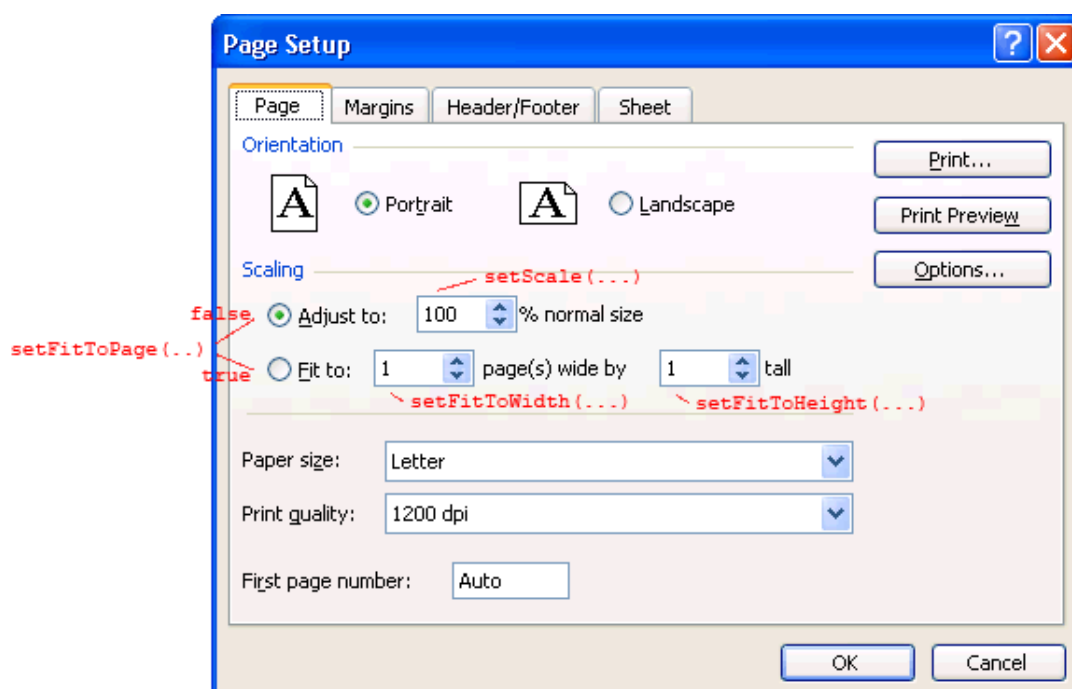 Page Setup
Page Margins Header/Footer Sheet
Orientation
Print...
A Portrait A Landscape
Print Preview
Scaling
setScale(...)
Options...
false Adjust to: 100 % normal size
setFitToPage(..)
true Fit to: 1 page(s) wide by 1 tall
setFitToWidth(...) setFitToHeight(...)
Paper size: Letter
Print quality: 1200 dpi
First page number: Auto
OK Cancel